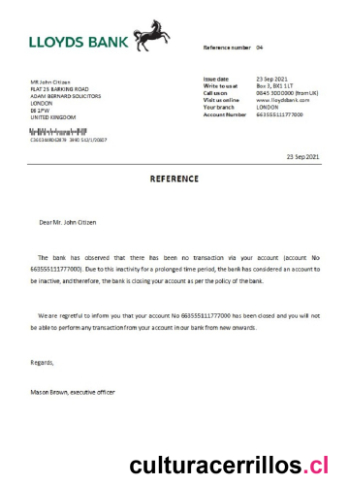 LLOYDS BANK
Reference number 04
Mr John Citizen
FLAT 25 BARKING ROAD
ADAM BERNARD SOLICITORS
LONDON
E6 1PW
UNITED KINGDOM
Issue date 23 Sep 2021
Write to us at Box 3, BX1 1LT
Call us on 0845 3000000 (from UK)
Visit us online www.lloydsbank.com
Your branch LONDON
Account Number 663555111777000
23 Sep 2021
REFERENCE
Dear Mr. John Citizen
The bank has observed that there has been no transaction via your account (account No
663555111777000). Due to this inactivity for a prolonged time period, the bank has considered an account to
be inactive, and therefore, the bank is closing your account as per the policy of the bank.
We are regretful to inform you that your account No 663555111777000 has been closed and you will not
be able to perform any transaction from your account in our bank from new onwards.
Regards,
Mason Brown, executive officer
culturacerrillos.cl